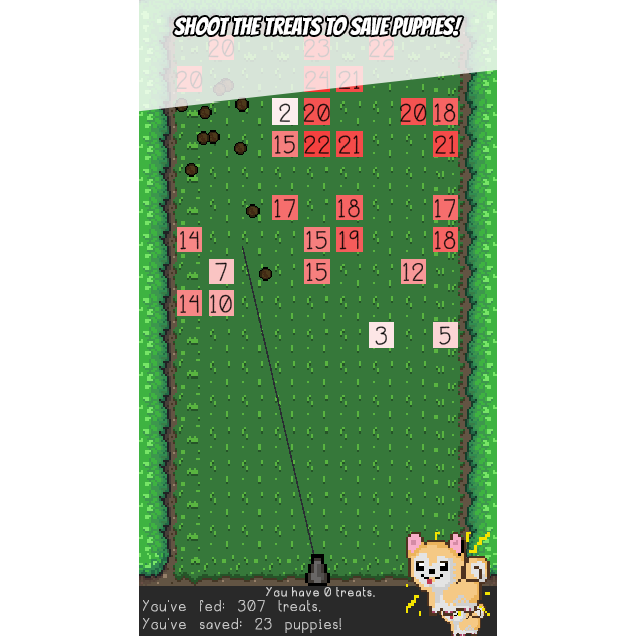 SHOOT THE TREATS TO SAVE PUPPIES!
20 23 22
20 24 21
2 20 20 18
15 22 21 21
17 18 17
14 15 19 18
7 15 12
14 10
3 5
You have 0 treats.
You've fed: 307 treats.
You've saved: 23 puppies!